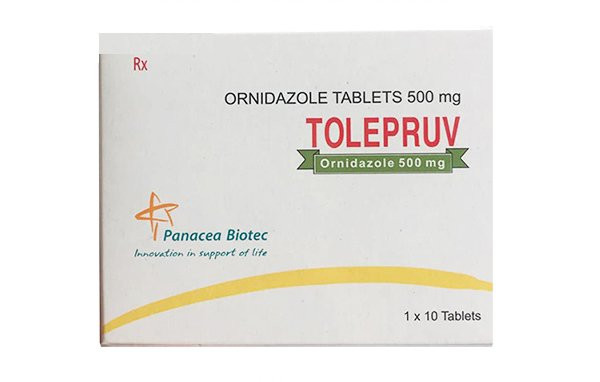 Rx
ORNIDAZOLE TABLETS 500 mg
TOLEPRUV
Ornidazole 500 mg
Panacea Biotec
Innovation in support of life
1 x 10 Tablets